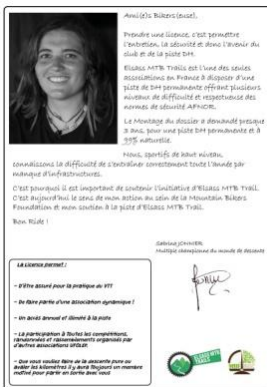 Ami(e)s Bikers(euse),
Prendre une licence, c'est permettre
l'entretien, la sécurité et donc l'avenir du
club et de la piste DH.
Elsass MTB Trails est l'une des seules
associations en France à disposer d'une
piste de DH permanente offrant plusieurs
niveaux de difficulté et respectueuse des
normes de sécurité AFNOR.
Le Montage du dossier a demandé presque
3 ans, pour une piste DH permanente et à
99% naturelle.
Nous, sportifs de haut niveau,
connaissons la difficulté de s'entraîner correctement toute l'année par
manque d'infrastructures.
C'est pourquoi il est important de soutenir l'initiative d'Elsass MTB Trail.
C'est aujourd'hui le sens de mon action au sein de la Mountain Bikers
Foundation et mon soutien à la piste d'Elsass MTB Trail.
Bon Ride !
Sabrina JONNIER
Multiple championne du monde de descente
La Licence permet :
- D'être assuré pour la pratique du VTT
- De faire partie d'une association dynamique !
- Un accès annuel et illimité à la piste
- La participation à Toutes les compétitions,
randonnées et rassemblements organisés par
d'autres associations UFOLEP.
- Que vous vouliez faire de la descente pure ou
avaler les kilomètres il y aura Toujours un membre
motivé pour partir en sortie avec vous
ELSASS MTB
TRAILS